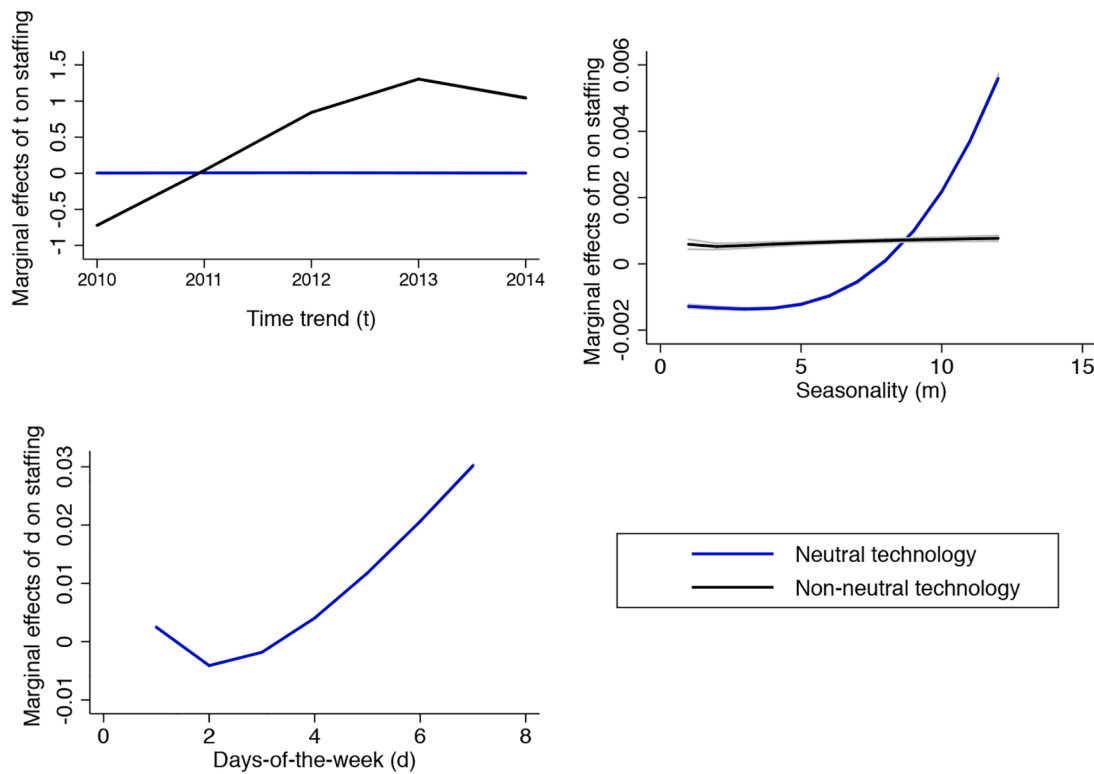 Marginal effects of t on staffing
1.5
1
0.5
0
-0.5
-1
2010 2011 2012 2013 2014
Time trend (t)
Marginal effects of m on staffing
0.006
0.004
0.002
0
-0.002
0 5 10 15
Seasonality (m)
Marginal effects of d on staffing
0.03
0.02
0.01
0
-0.01
0 2 4 6 8
Days-of-the-week (d)
Neutral technology
Non-neutral technology